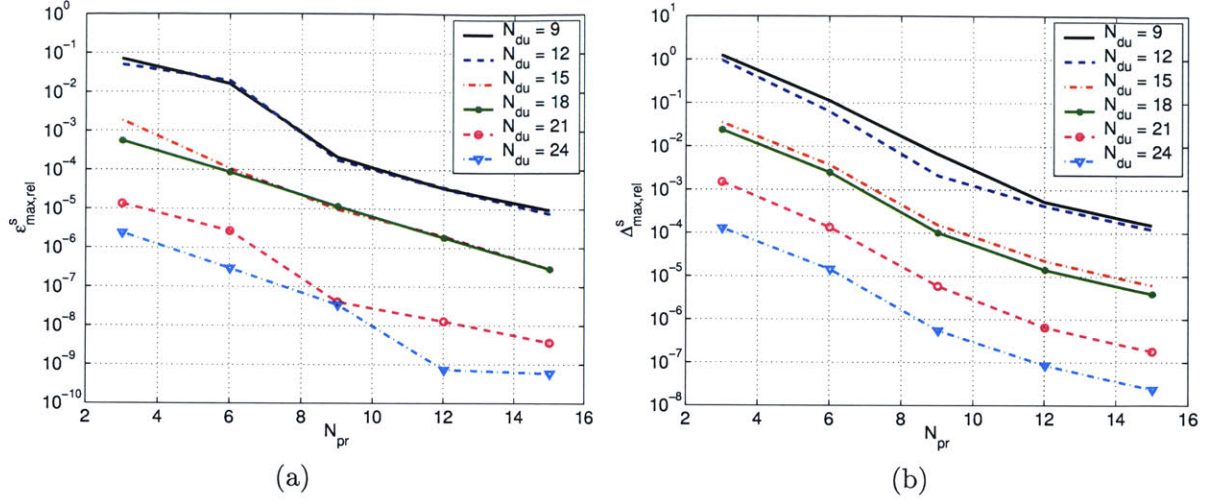 10^0
10^-1
10^-2
10^-3
10^-4
10^-5
10^-6
10^-7
10^-8
10^-9
10^-10
ε^s_max,rel
2 4 6 8 10 12 14 16
N_pr
N_du = 9
N_du = 12
N_du = 15
N_du = 18
N_du = 21
N_du = 24
(a)
10^1
10^0
10^-1
10^-2
10^-3
10^-4
10^-5
10^-6
10^-7
10^-8
Δ^s_max,rel
2 4 6 8 10 12 14 16
N_pr
N_du = 9
N_du = 12
N_du = 15
N_du = 18
N_du = 21
N_du = 24
(b)